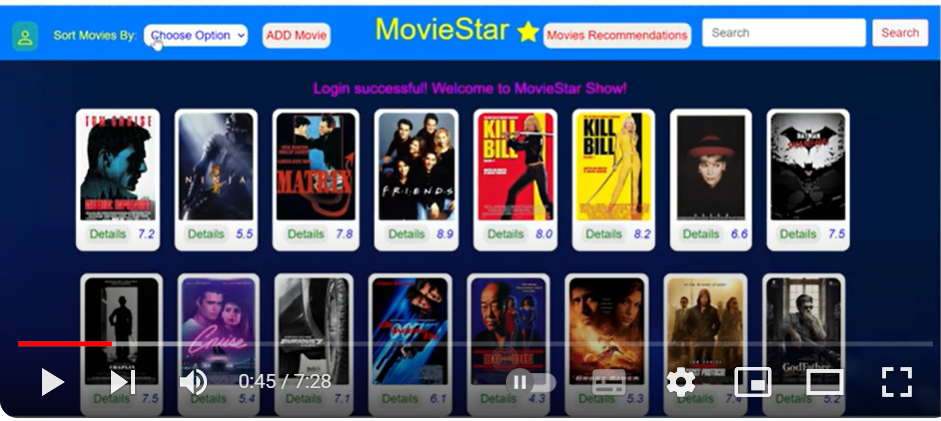 Sort Movies By: Choose Option ADD Movie MovieStar Movies Recommendations Search Search
Login successful! Welcome to MovieStar Show!
TOM CRUISE
NINJA
MATRIX
FRIENDS
KILL BILL
KILL BILL
BATMAN
Details 7.2 Details 5.5 Details 7.8 Details 8.9 Details 8.0 Details 8.2 Details 6.6 Details 7.5
Cruise
GodFather
0:45 / 7:28
Details 7.5 Details 5.4 Details 7.1 Details 6.1 Details 4.3 Details 5.3 Details 7.4 Details 5.2